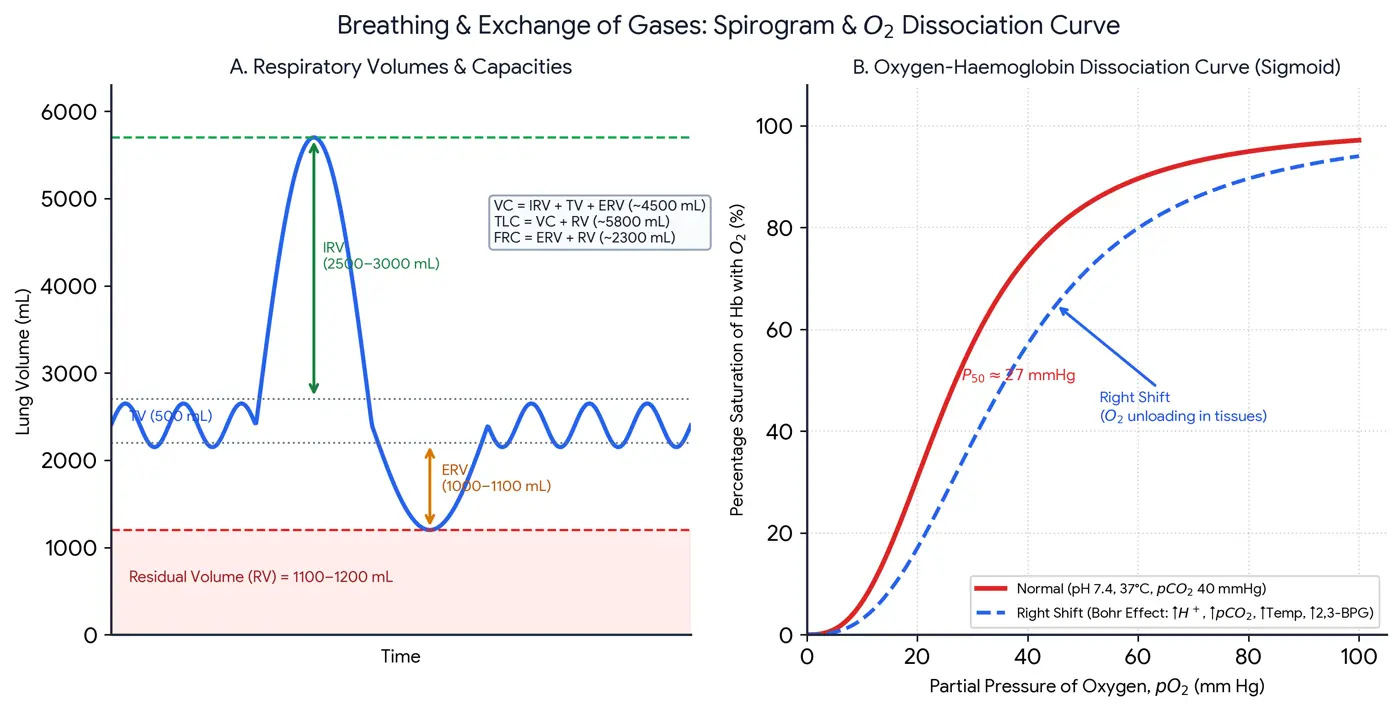 Breathing & Exchange of Gases: Spirogram & O₂ Dissociation Curve
A. Respiratory Volumes & Capacities
Lung Volume (mL)
6000
5000
4000
3000
2000
1000
0
VC = IRV + TV + ERV (~4500 mL)
TLC = VC + RV (~5800 mL)
FRC = ERV + RV (~2300 mL)
IRV
(2500–3000 mL)
TV (500 mL)
ERV
(1000–1100 mL)
Residual Volume (RV) = 1100–1200 mL
Time
B. Oxygen-Haemoglobin Dissociation Curve (Sigmoid)
Percentage Saturation of Hb with O₂ (%)
100
80
60
40
20
0
P₅₀ ≈ 27 mmHg
Right Shift
(O₂ unloading in tissues)
Normal (pH 7.4, 37°C, pCO₂ 40 mmHg)
Right Shift (Bohr Effect: ↑H⁺, ↑pCO₂, ↑Temp, ↑2,3-BPG)
0 20 40 60 80 100
Partial Pressure of Oxygen, pO₂ (mm Hg)